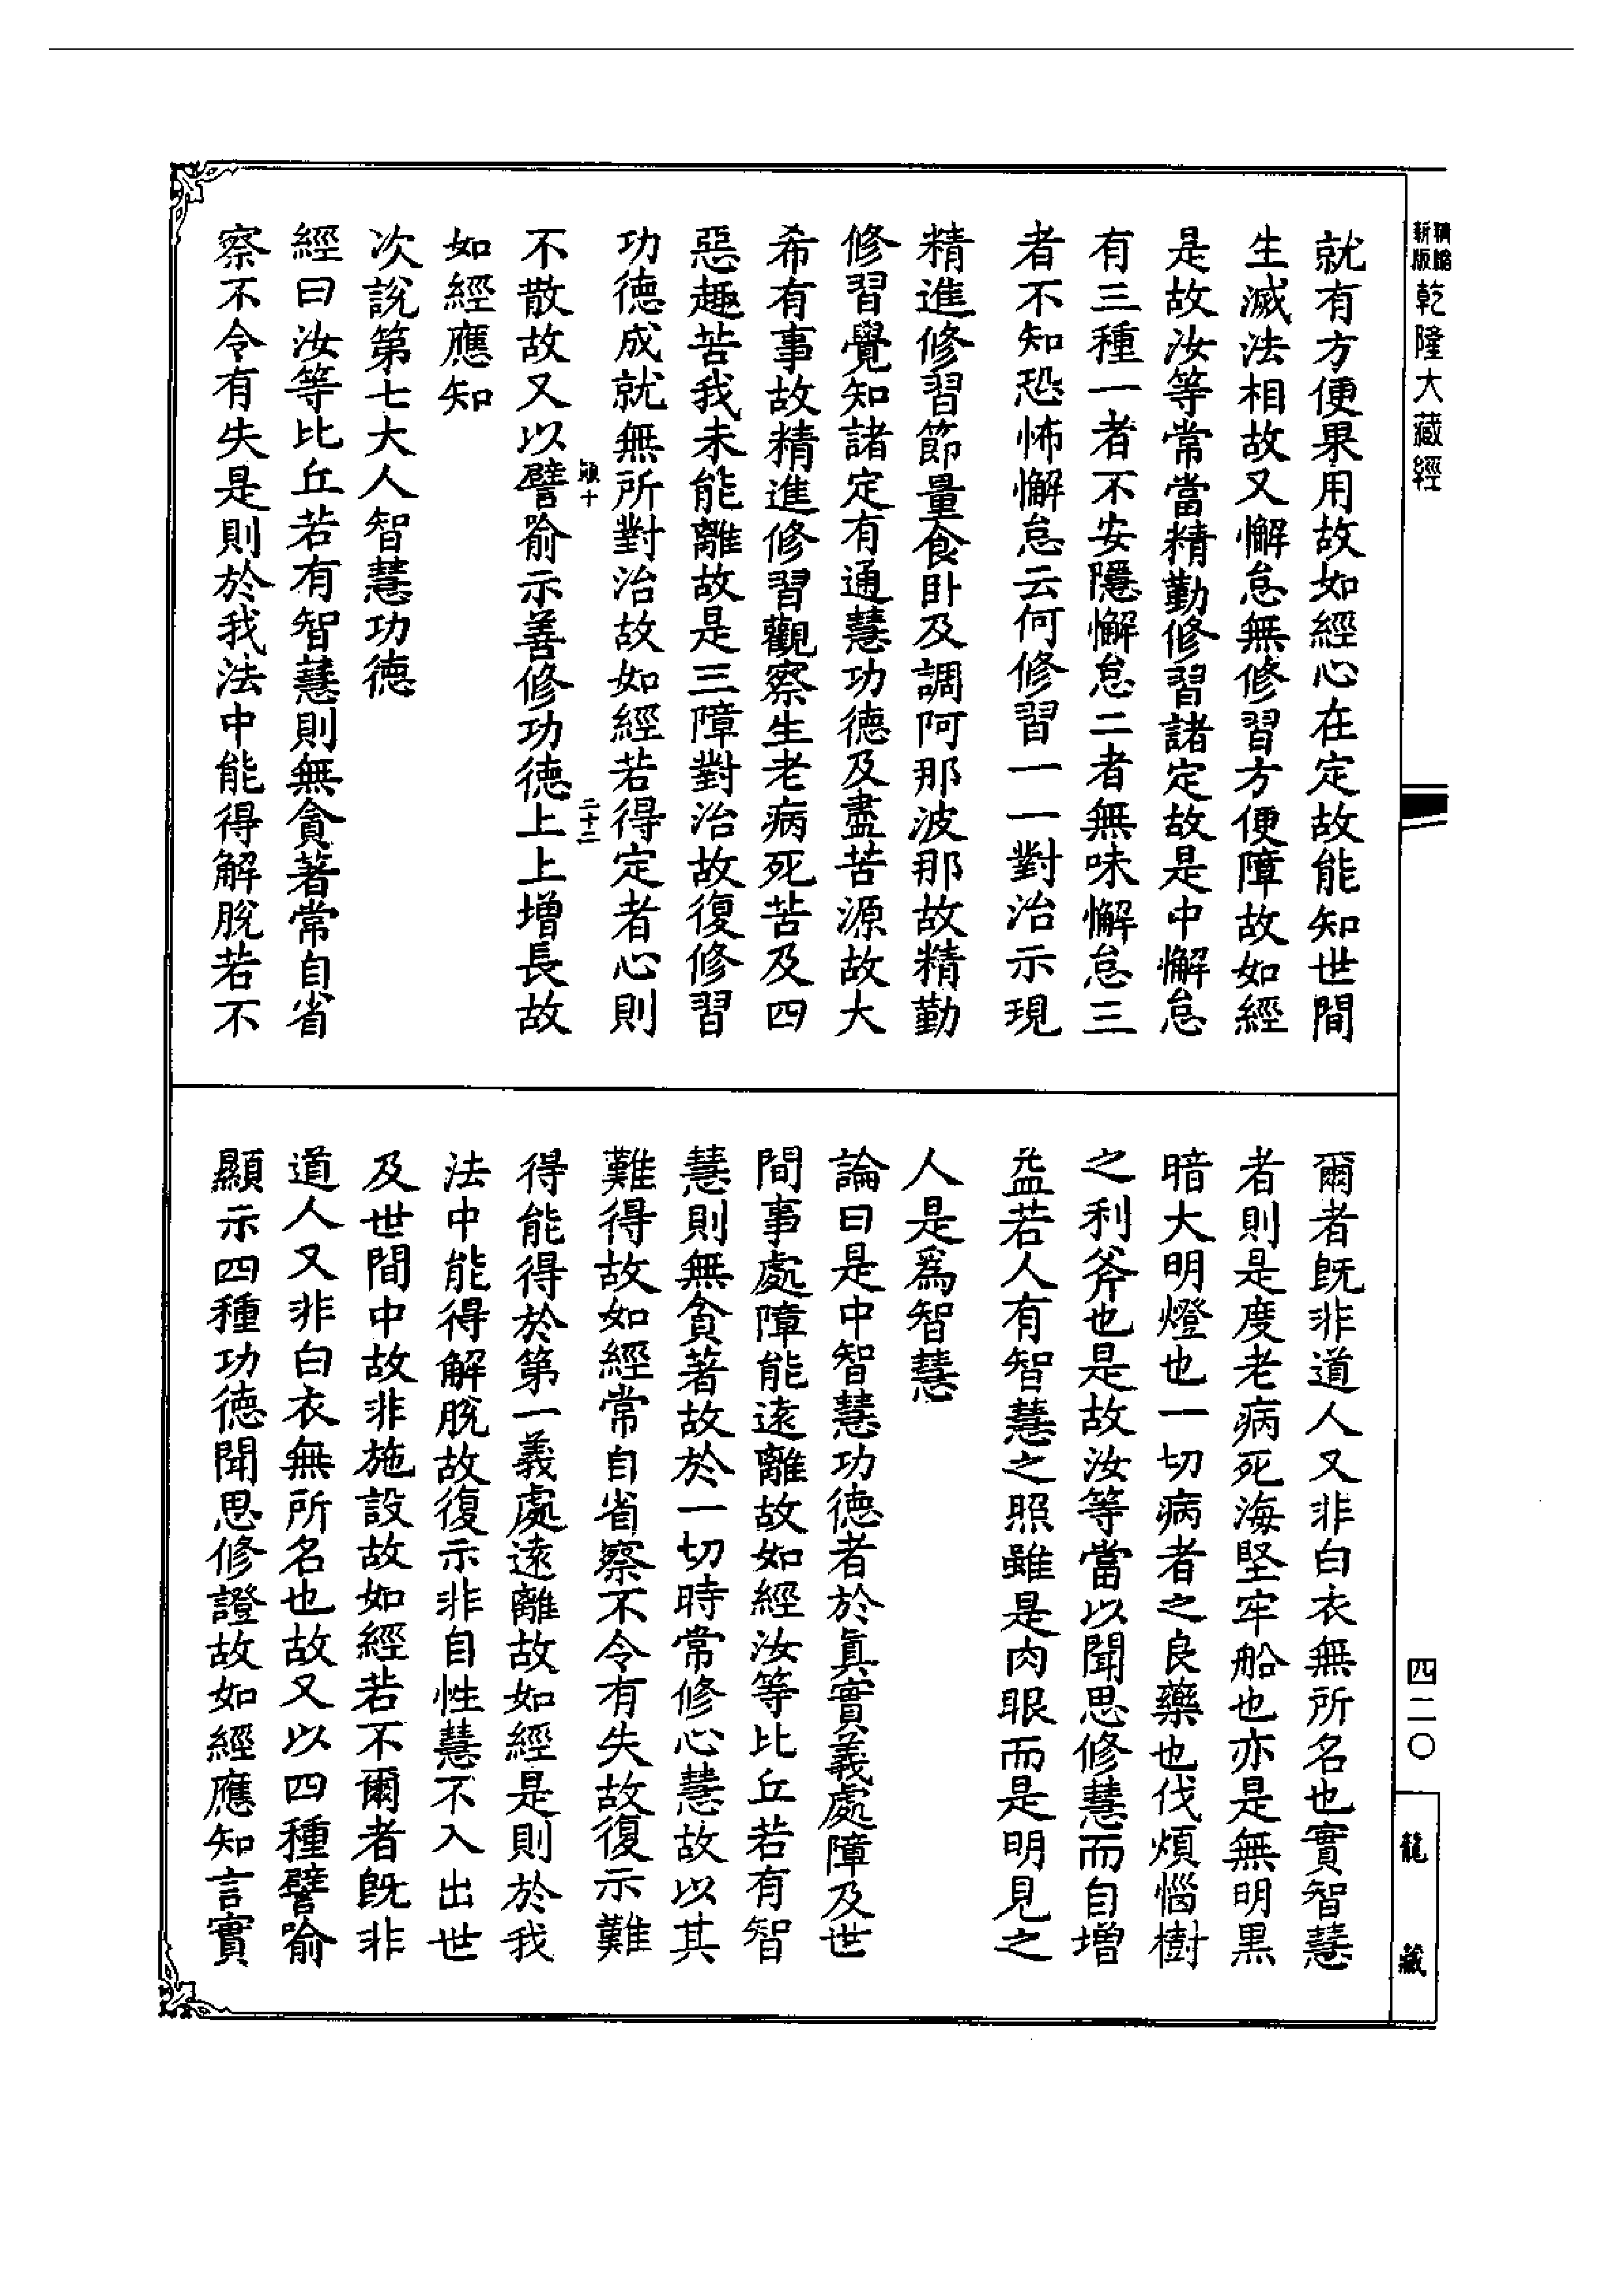 精繪新版乾隆大藏經
就有方便果用故如經心在定故能知世間
生滅法相故又懈怠無修習方便障故如經
是故汝等常當精勤修習諸定故是中懈怠
有三種一者不安隱懈怠二者無味懈怠三
者不知恐怖懈怠云何修習一一對治示現
精進修習節量食臥及調阿那波那故精勤
修習覺知諸定有通慧功德及盡苦源故大
希有事故精進修習觀察生老病死苦及四
惡趣苦我未能離故是三障對治故復修習
功德成就無所對治故如經若得定者心則
潁十 二十二
不散故又以譬喻示善修功德上上增長故
如經應知
次說第七大人智慧功德
經曰汝等比丘若有智慧則無貪著常自省
察不令有失是則於我法中能得解脫若不
爾者既非道人又非白衣無所名也實智慧
者則是度老病死海堅牢船也亦是無明黑
暗大明燈也一切病者之良藥也伐煩惱樹
之利斧也是故汝等當以聞思修慧而自增
益若人有智慧之照雖是肉眼而是明見之
人是為智慧
論曰是中智慧功德者於真實義處障及世
間事處障能遠離故如經汝等比丘若有智
慧則無貪著故於一切時常修心慧故以其
難得故如經常自省察不令有失故復示難
得能得於第一義處遠離故如經是則於我
法中能得解脫故復示非自性慧不入出世
及世間中故非施設故如經若不爾者既非
道人又非白衣無所名也故又以四種譬喻
顯示四種功德聞思修證故如經應知言實
四二〇
龍藏